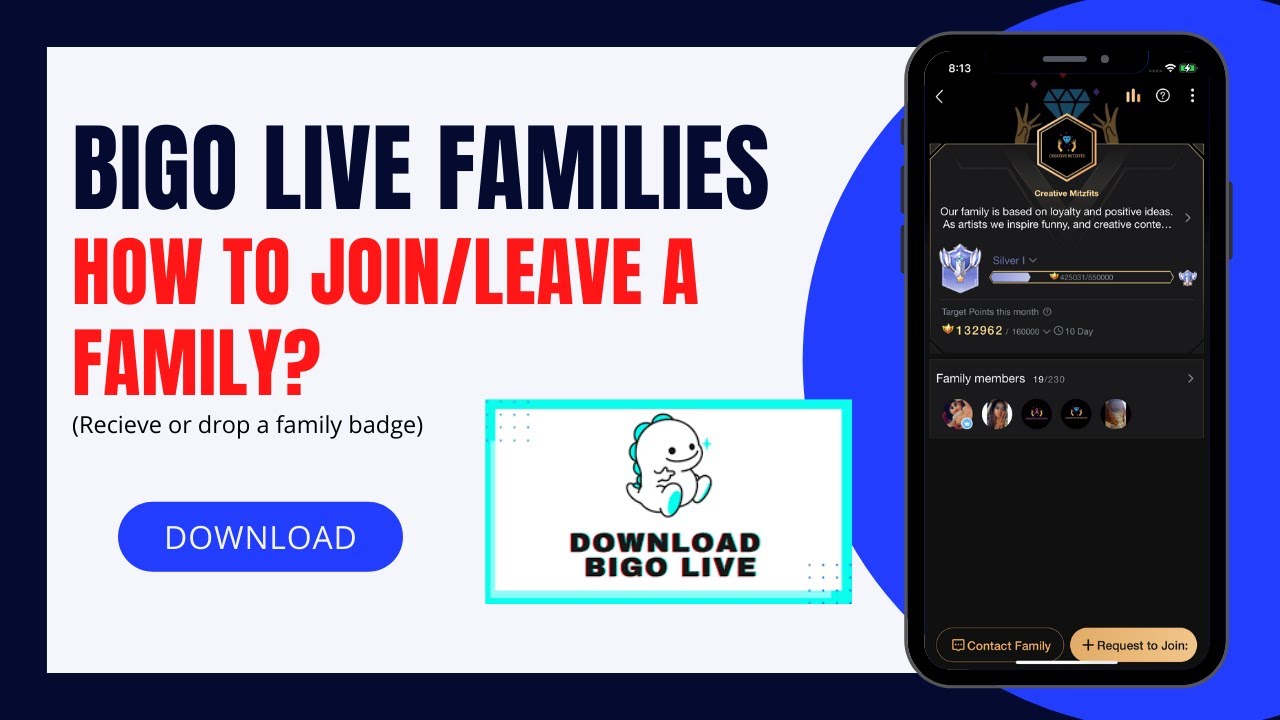 BIGO LIVE FAMILIES
HOW TO JOIN/LEAVE A
FAMILY?
(Recieve or drop a family badge)
DOWNLOAD
DOWNLOAD
BIGO LIVE
8:13
CREATIVE MITZFITS
Creative Mitzfits
Our family is based on loyalty and positive ideas.
As artists we inspire funny, and creative conte...
Silver I
425031/550000
Target Points this month
132962 / 160000 10 Day
Family members 19/230
Contact Family
+ Request to Join: